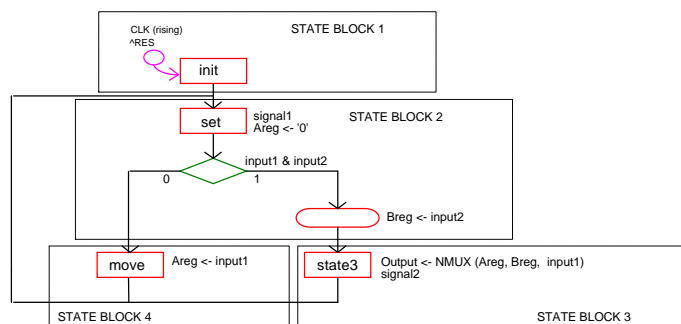 CLK (rising)
^RES
STATE BLOCK 1
init
set
signal1
Areg <- '0'
STATE BLOCK 2
input1 & input2
0
1
Breg <- input2
move
Areg <- input1
state3
Output <- NMUX (Areg, Breg, input1)
signal2
STATE BLOCK 4
STATE BLOCK 3